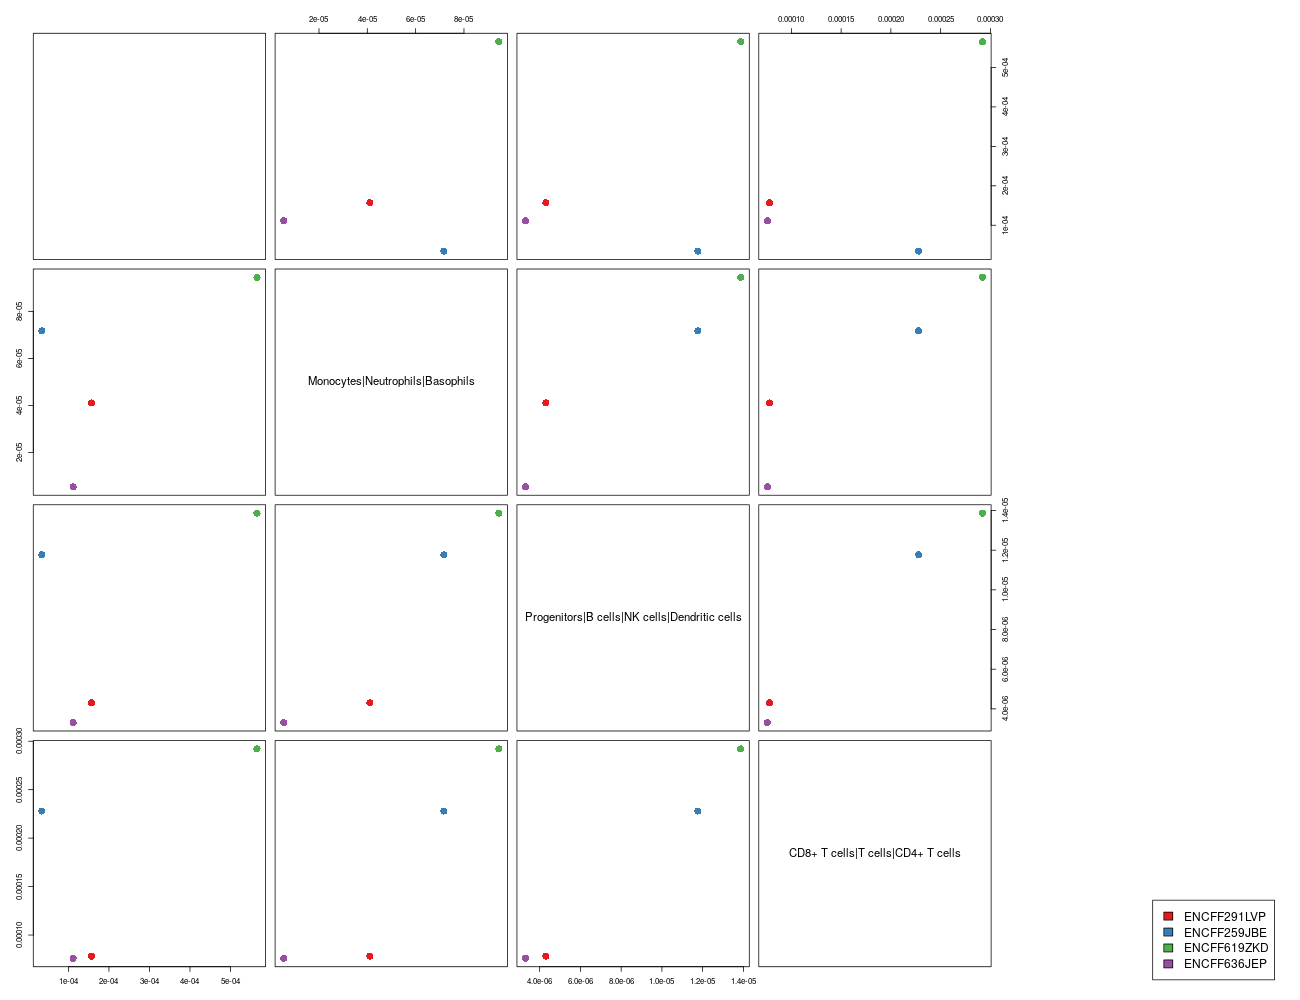 2e-05 4e-05 6e-05 8e-05
0.00010 0.00015 0.00020 0.00025 0.00030
1e-04 2e-04 3e-04 4e-04 5e-04
2e-05 4e-05 6e-05 8e-05
Monocytes|Neutrophils|Basophils
Progenitors|B cells|NK cells|Dendritic cells
4.0e-06 6.0e-06 8.0e-06 1.0e-05 1.2e-05 1.4e-05
0.00010 0.00015 0.00020 0.00025 0.00030
CD8+ T cells|T cells|CD4+ T cells
1e-04 2e-04 3e-04 4e-04 5e-04
4.0e-06 6.0e-06 8.0e-06 1.0e-05 1.2e-05 1.4e-05
ENCFF291LVP
ENCFF259JBE
ENCFF619ZKD
ENCFF636JEP